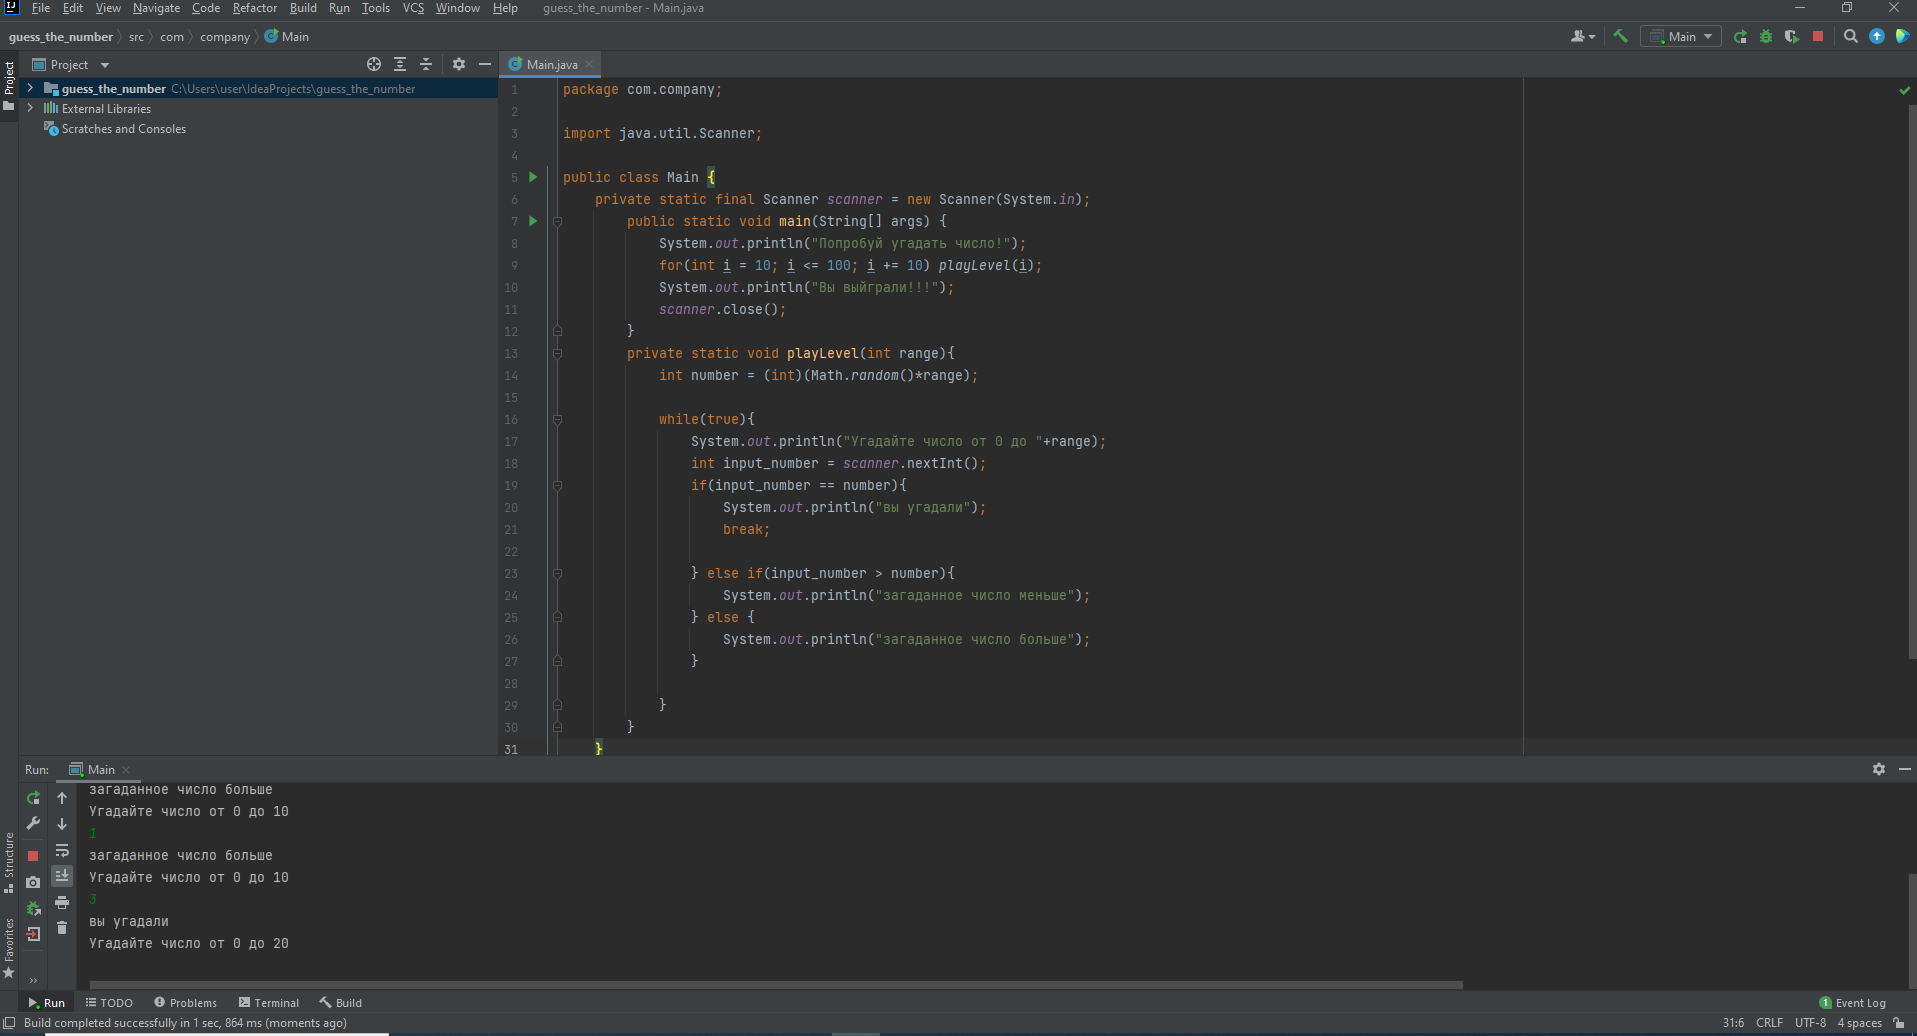 File Edit View Navigate Code Refactor Build Run Tools VCS Window Help guess_the_number - Main.java
guess_the_number src com company Main
Main
Project
Project
Main.java
guess_the_number C:\Users\user\IdeaProjects\guess_the_number
External Libraries
Scratches and Consoles
1 package com.company;
2
3 import java.util.Scanner;
4
5 public class Main {
6 private static final Scanner scanner = new Scanner(System.in);
7 public static void main(String[] args) {
8 System.out.println("Попробуй угадать число!");
9 for(int i = 10; i <= 100; i += 10) playLevel(i);
10 System.out.println("Вы выйграли!!!");
11 scanner.close();
12 }
13 private static void playLevel(int range){
14 int number = (int)(Math.random()*range);
15
16 while(true){
17 System.out.println("Угадайте число от 0 до "+range);
18 int input_number = scanner.nextInt();
19 if(input_number == number){
20 System.out.println("вы угадали");
21 break;
22
23 } else if(input_number > number){
24 System.out.println("загаданное число меньше");
25 } else {
26 System.out.println("загаданное число больше");
27 }
28
29 }
30 }
31 }
Run: Main
загаданное число больше
Угадайте число от 0 до 10
1
загаданное число больше
Угадайте число от 0 до 10
3
вы угадали
Угадайте число от 0 до 20
Structure
Favorites
Run TODO Problems Terminal Build
1 Event Log
Build completed successfully in 1 sec, 864 ms (moments ago)
31:6 CRLF UTF-8 4 spaces